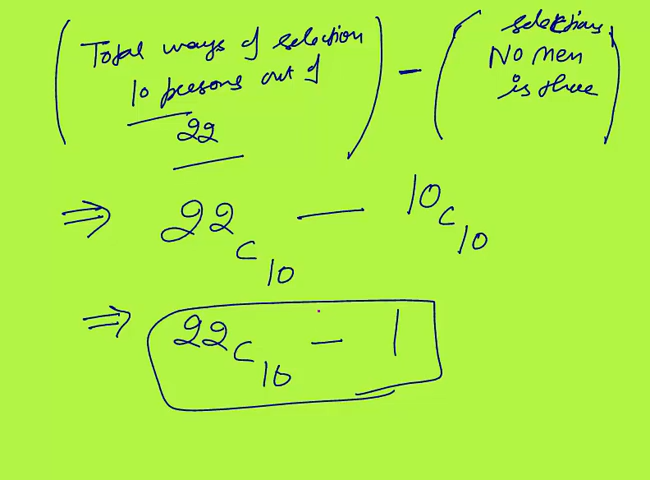 Total ways of selection
10 persons out of
22
-
selections
No men
is there
⇒ 22C10 — 10C10
⇒ 22C10 — 1